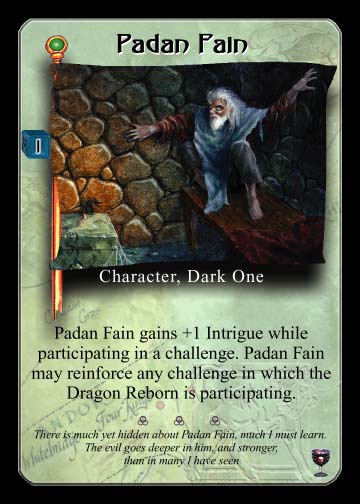 Padan Fain
0
Character, Dark One
Padan Fain gains +1 Intrigue while
participating in a challenge. Padan Fain
may reinforce any challenge in which the
Dragon Reborn is participating.
There is much yet hidden about Padan Fain, much I must learn.
The evil goes deeper in him, and stronger,
than in many I have seen